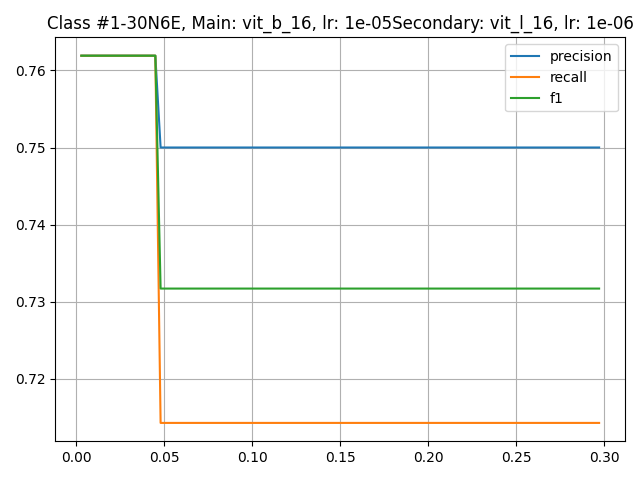 Class #1-30N6E, Main: vit_b_16, lr: 1e-05Secondary: vit_l_16, lr: 1e-06
precision
recall
f1
0.76
0.75
0.74
0.73
0.72
0.00 0.05 0.10 0.15 0.20 0.25 0.30